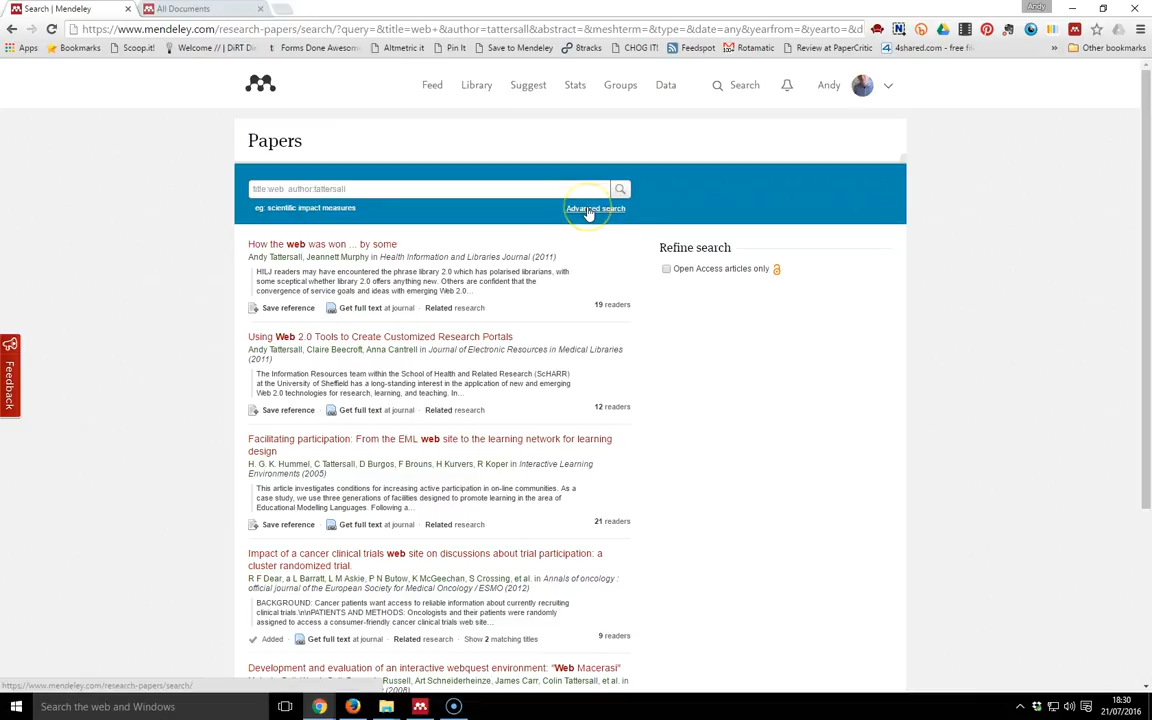 Search | Mendeley
All Documents
Andy
https://www.mendeley.com/research-papers/search/?query=&title=web+&author=tattersall&abstract=&meshterm=&type=&date=any&yearfrom=&yearto=&d
Apps
Bookmarks
Scoop.it!
Welcome // DiRT Di
Forms Done Awesom
Altmetric it
Pin It
Save to Mendeley
8tracks
CHOG IT!
Feedspot
Rotamatic
Review at PaperCritic
4shared.com - free fil
»
Other bookmarks
Feed
Library
Suggest
Stats
Groups
Data
Search
Andy
Papers
title:web author:tattersall
eg: scientific impact measures
Advanced search
How the web was won ... by some
Andy Tattersall, Jeannett Murphy in Health Information and Libraries Journal (2011)
HILJ readers may have encountered the phrase library 2.0 which has polarised librarians, with
some sceptical whether library 2.0 offers anything new. Others are confident that the
convergence of service goals and ideas with emerging Web 2.0...
Save reference · Get full text at journal · Related research
19 readers
Refine search
Open Access articles only
Using Web 2.0 Tools to Create Customized Research Portals
Andy Tattersall, Claire Beecroft, Anna Cantrell in Journal of Electronic Resources in Medical Libraries
(2011)
The Information Resources team within the School of Health and Related Research (ScHARR)
at the University of Sheffield has a long-standing interest in the application of new and emerging
Web 2.0 technologies for research, learning, and teaching. In...
Save reference · Get full text at journal · Related research
12 readers
Feedback
Facilitating participation: From the EML web site to the learning network for learning
design
H. G. K. Hummel, C Tattersall, D Burgos, F Brouns, H Kurvers, R Koper in Interactive Learning
Environments (2005)
This article investigates conditions for increasing active participation in on-line communities. As a
case study, we use three generations of facilities designed to promote learning in the area of
Educational Modelling Languages. Following a...
Save reference · Get full text at journal · Related research
21 readers
Impact of a cancer clinical trials web site on discussions about trial participation: a
cluster randomized trial.
R F Dear, a L Barratt, L M Askie, P N Butow, K McGeechan, S Crossing, et al. in Annals of oncology :
official journal of the European Society for Medical Oncology / ESMO (2012)
BACKGROUND: Cancer patients want access to reliable information about currently recruiting
clinical trials.\n\nPATIENTS AND METHODS: Oncologists and their patients were randomly
assigned to access a consumer-friendly cancer clinical trials web site...
Added · Get full text at journal · Related research · Show 2 matching titles
9 readers
Development and evaluation of an interactive webquest environment: "Web Macerasi"
Russell, Art Schneiderheinze, James Carr, Colin Tattersall, et al. in
(2008)
https://www.mendeley.com/research-papers/search/
Search the web and Windows
18:30
21/07/2016